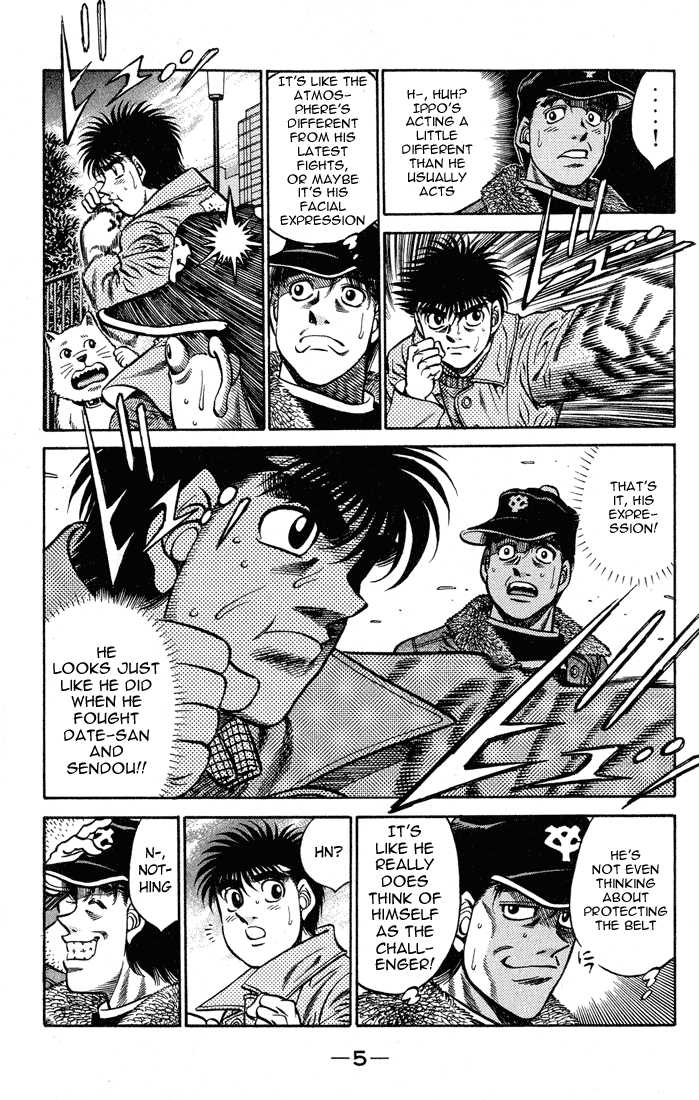 ....!
H-, HUH?
IPPO'S
ACTING A
LITTLE
DIFFERENT
THAN HE
USUALLY
ACTS
IT'S LIKE THE
ATMOS-
PHERE'S
DIFFERENT
FROM HIS
LATEST
FIGHTS,
OR MAYBE
IT'S HIS
FACIAL
EXPRESSION
THAT'S
IT, HIS
EXPRE-
SSION!
HE
LOOKS JUST
LIKE HE DID
WHEN HE
FOUGHT
DATE-SAN
AND
SENDOU!!
HE'S
NOT EVEN
THINKING
ABOUT
PROTECTING
THE BELT
IT'S
LIKE HE
REALLY
DOES
THINK OF
HIMSELF
AS THE
CHALL-
ENGER!
HN?
N-,
NOT-
HING
—5—